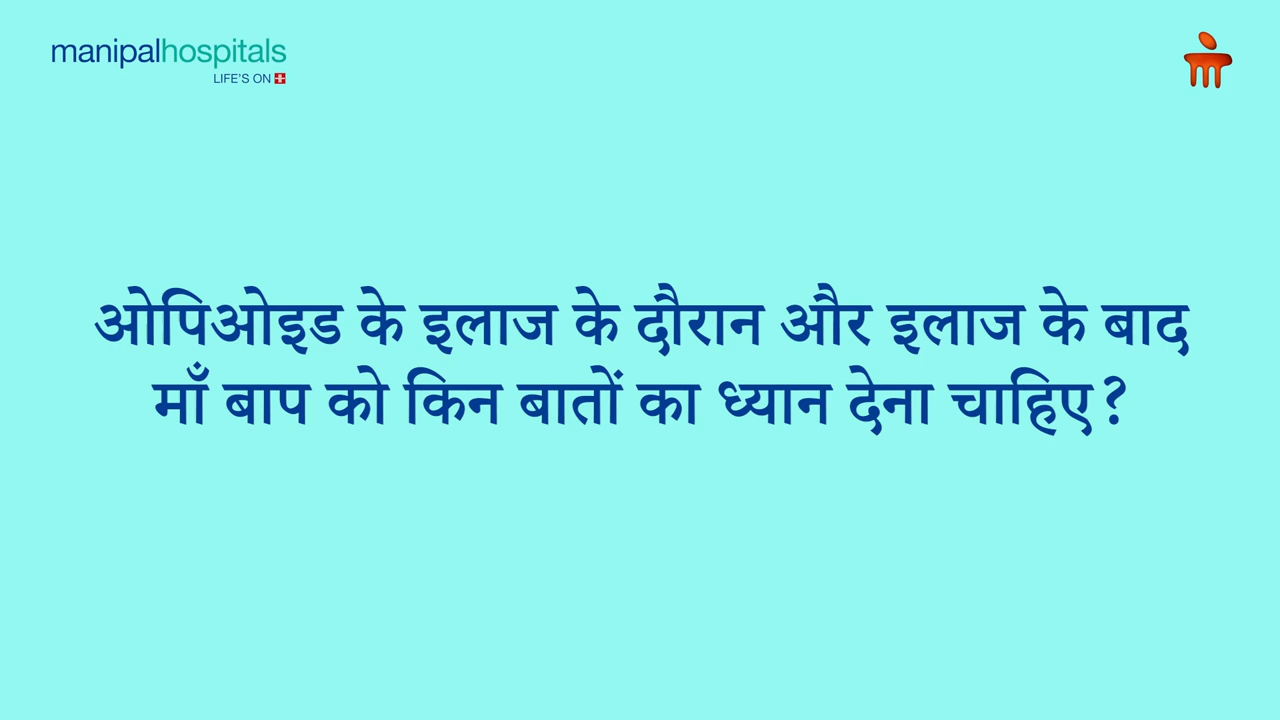 manipalhospitals
LIFE'S ON
ओपिओइड के इलाज के दौरान और इलाज के बाद
माँ बाप को किन बातों का ध्यान देना चाहिए?